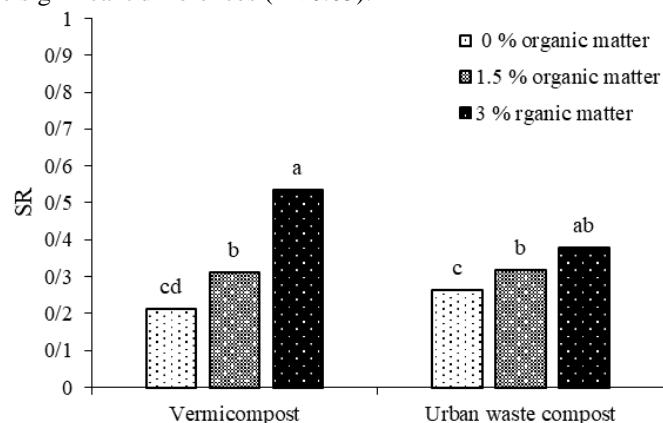 1
0/9
0/8
0/7
0/6
0/5
0/4
0/3
0/2
0/1
0
SR
0 % organic matter
1.5 % organic matter
3 % rganic matter
cd
b
a
c
b
ab
Vermicompost
Urban waste compost